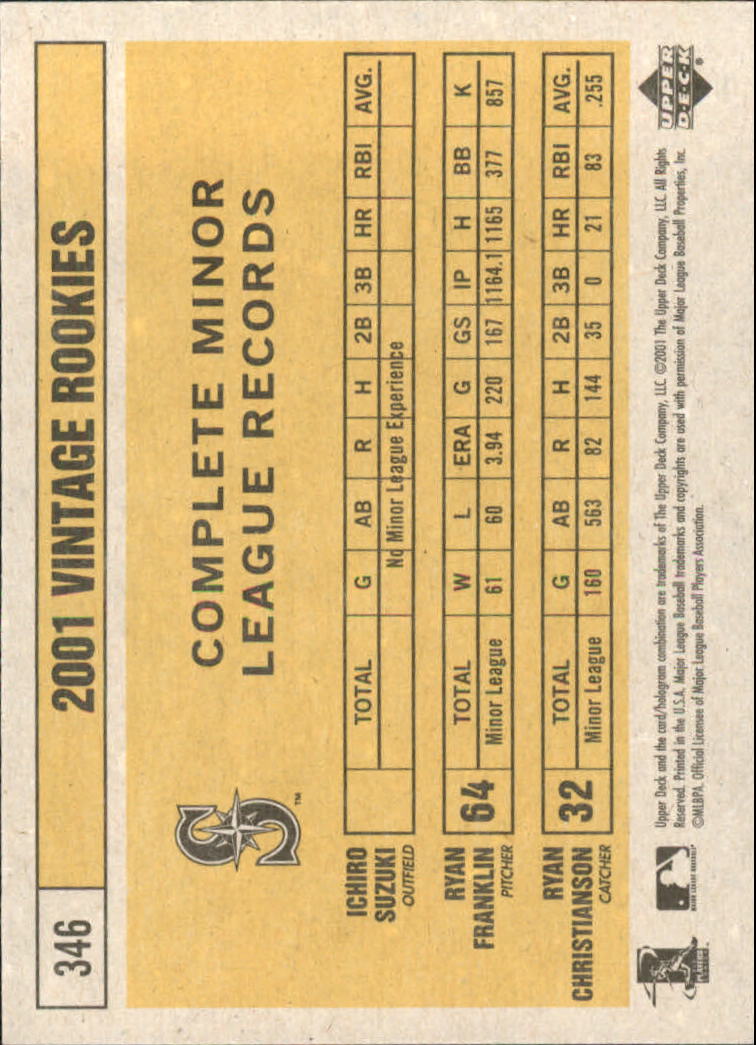 346 2001 VINTAGE ROOKIES
COMPLETE MINOR
LEAGUE RECORDS
S
™
ICHIRO
SUZUKI
OUTFIELD
TOTAL G AB R H 2B 3B HR RBI AVG.
No Minor League Experience
RYAN
FRANKLIN
PITCHER
64
TOTAL W L ERA G GS IP H BB K
Minor League 61 60 3.94 220 167 1164.1 1165 377 857
RYAN
CHRISTIANSON
CATCHER
32
TOTAL G AB R H 2B 3B HR RBI AVG.
Minor League 160 563 82 144 35 0 21 83 .255
PLAYERS
MAJOR LEAGUE BASEBALL
Upper Deck and the card/hologram combination are trademarks of The Upper Deck Company, LLC ©2001 The Upper Deck Company, LLC All Rights
Reserved. Printed in the U.S.A. Major League Baseball trademarks and copyrights are used with permission of Major League Baseball Properties, Inc.
©MLBPA, Official Licensee of Major League Baseball Players Association.
UPPER
D·E·C·K
®